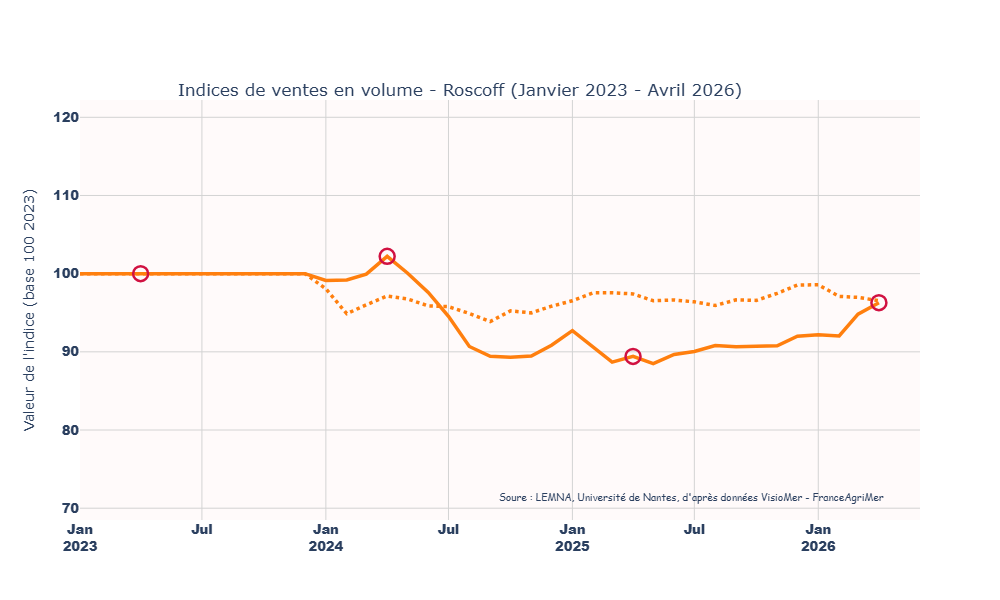 Indices de ventes en volume - Roscoff (Janvier 2023 - Avril 2026)
Valeur de l'indice (base 100 2023)
120
110
100
90
80
70
Soure : LEMNA, Université de Nantes, d'après données VisioMer - FranceAgriMer
Jan Jul Jan Jul Jan Jul Jan
2023 2024 2025 2026